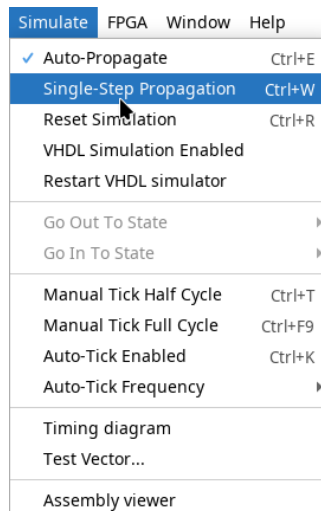 Simulate FPGA Window Help
✓ Auto-Propagate Ctrl+E
Single-Step Propagation Ctrl+W
Reset Simulation Ctrl+R
VHDL Simulation Enabled
Restart VHDL simulator
Go Out To State
Go In To State
Manual Tick Half Cycle Ctrl+T
Manual Tick Full Cycle Ctrl+F9
Auto-Tick Enabled Ctrl+K
Auto-Tick Frequency
Timing diagram
Test Vector...
Assembly viewer